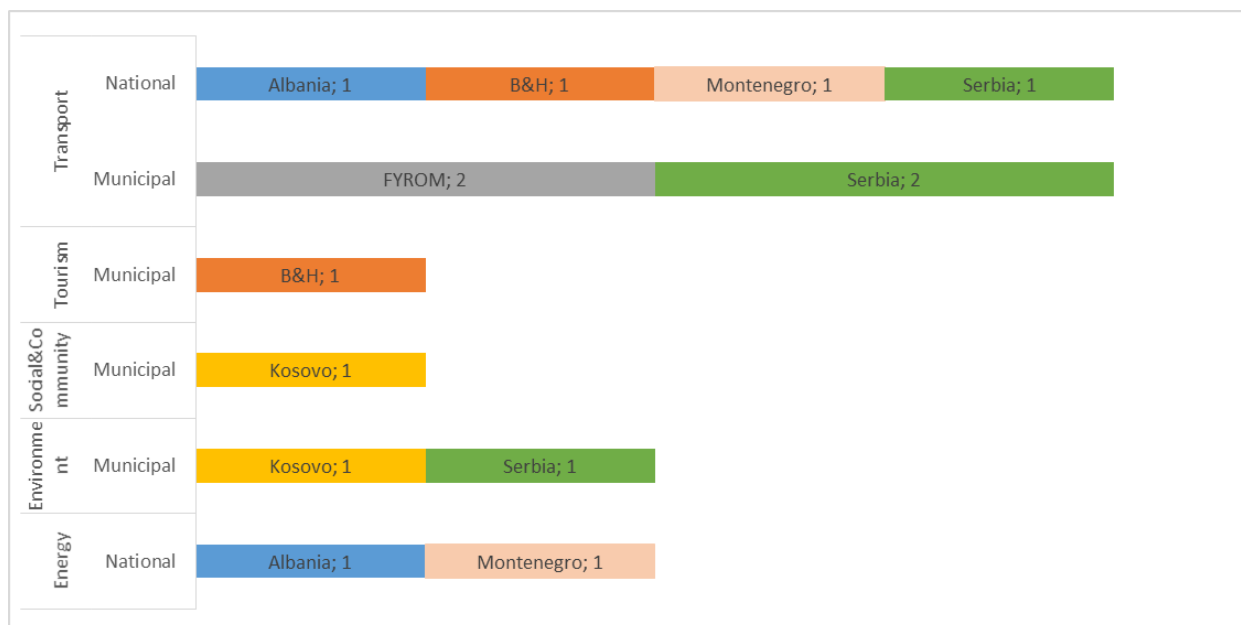 Transport
National
Albania; 1
B&H; 1
Montenegro; 1
Serbia; 1
Municipal
FYROM; 2
Serbia; 2
Tourism
Municipal
B&H; 1
Social&Co
mmunity
Municipal
Kosovo; 1
Environme
nt
Municipal
Kosovo; 1
Serbia; 1
Energy
National
Albania; 1
Montenegro; 1